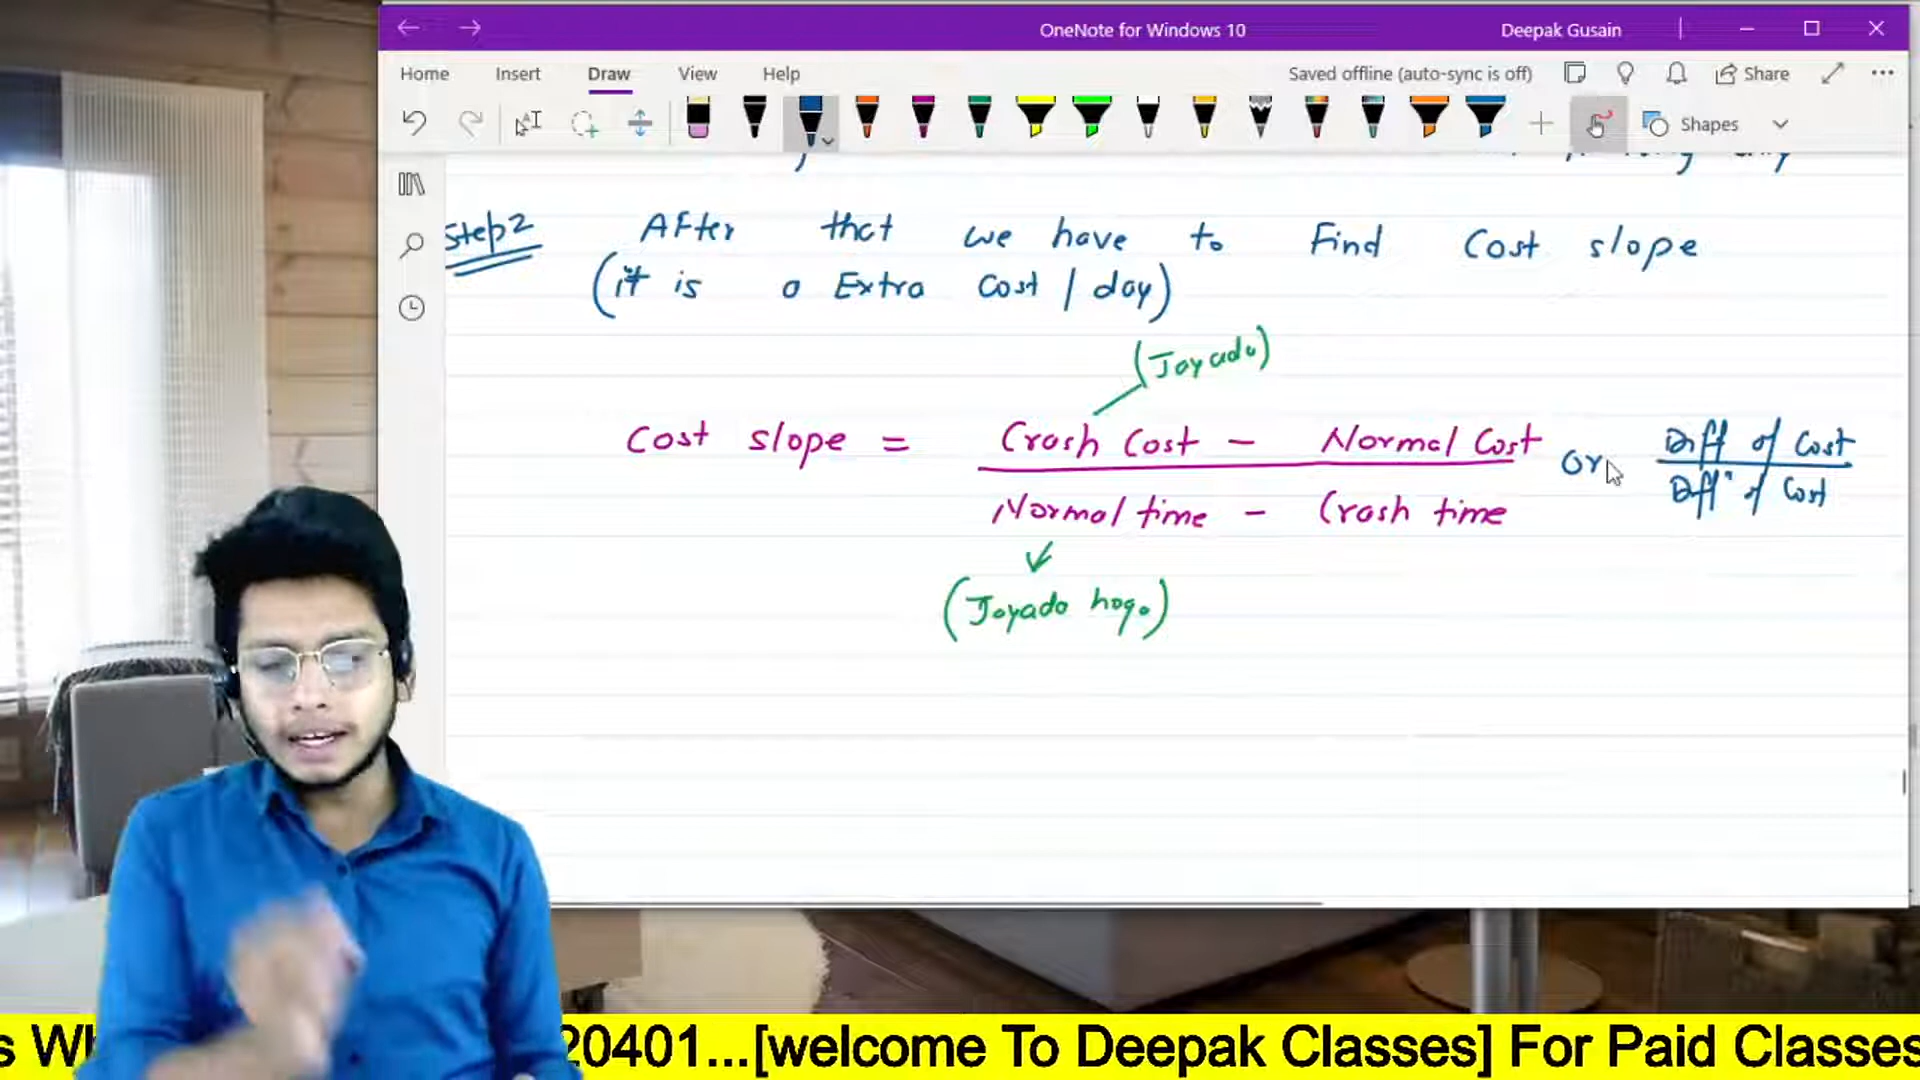 OneNote for Windows 10
Deepak Gusain
Home Insert Draw View Help
Saved offline (auto-sync is off)
Share
Shapes
Step2 After that we have to Find Cost slope
(it is a Extra Cost / day)
(Jayada)
Cost slope = Crash Cost - Normal Cost
Normal time - Crash time
or
Diff of Cost
Diff of Cost
(Jayada hoga)
20401...[welcome To Deepak Classes] For Paid Classes